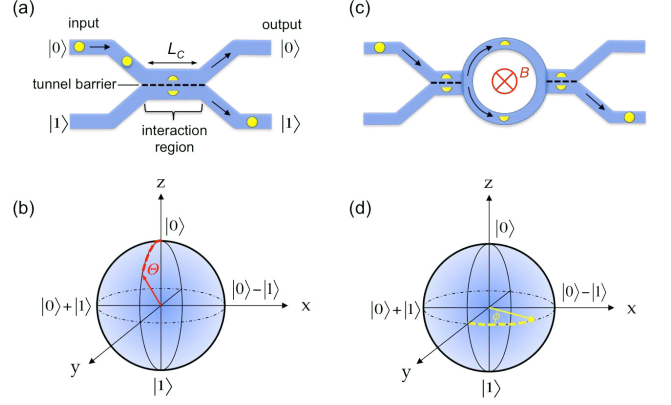 (a)
input
output
|0⟩
L_C
|0⟩
tunnel barrier
|1⟩
interaction
region
|1⟩
(b)
z
|0⟩
Θ
|0⟩+|1⟩
|0⟩−|1⟩
x
y
|1⟩
(c)
B
(d)
z
|0⟩
|0⟩+|1⟩
|0⟩−|1⟩
ϕ
x
y
|1⟩